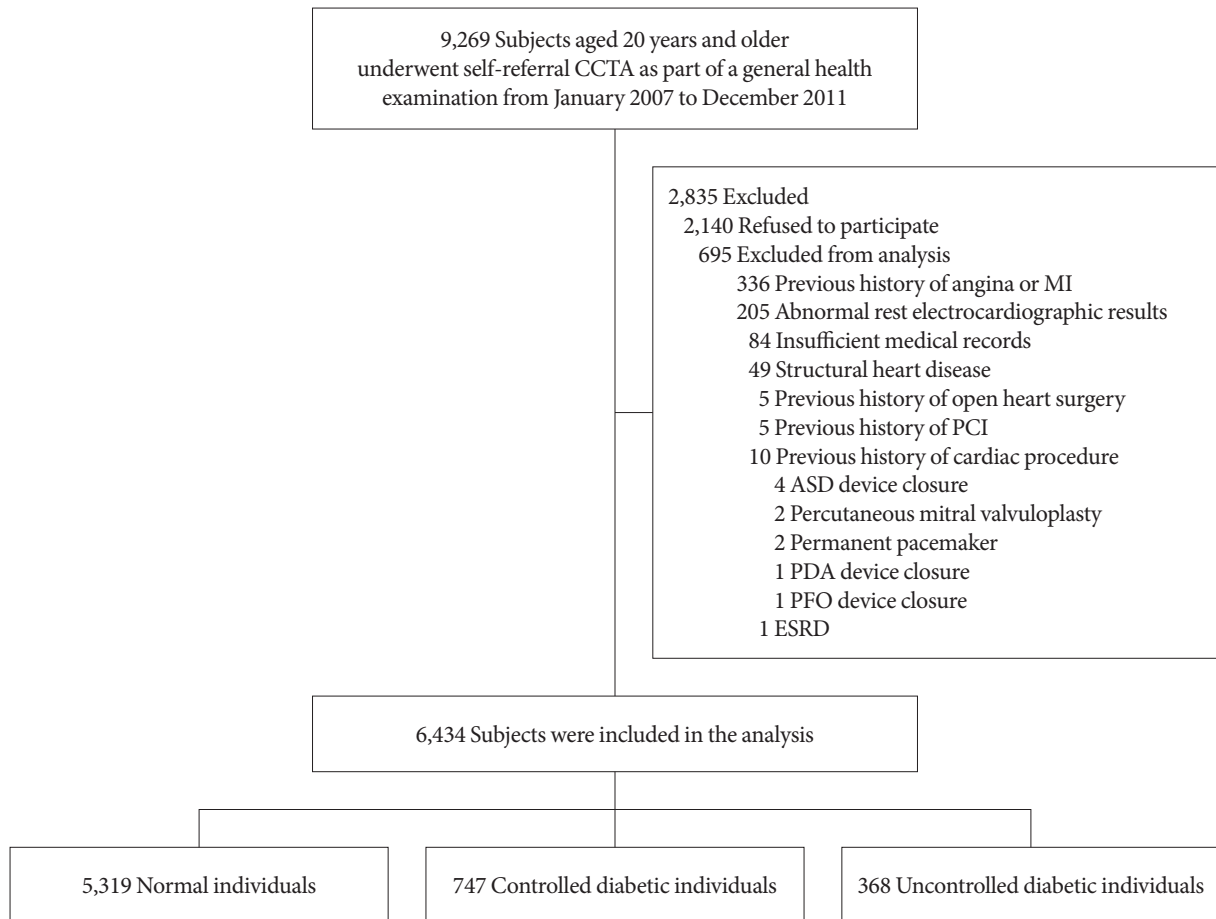 9,269 Subjects aged 20 years and older
underwent self-referral CCTA as part of a general health
examination from January 2007 to December 2011
2,835 Excluded
2,140 Refused to participate
695 Excluded from analysis
336 Previous history of angina or MI
205 Abnormal rest electrocardiographic results
84 Insufficient medical records
49 Structural heart disease
5 Previous history of open heart surgery
5 Previous history of PCI
10 Previous history of cardiac procedure
4 ASD device closure
2 Percutaneous mitral valvuloplasty
2 Permanent pacemaker
1 PDA device closure
1 PFO device closure
1 ESRD
6,434 Subjects were included in the analysis
5,319 Normal individuals
747 Controlled diabetic individuals
368 Uncontrolled diabetic individuals